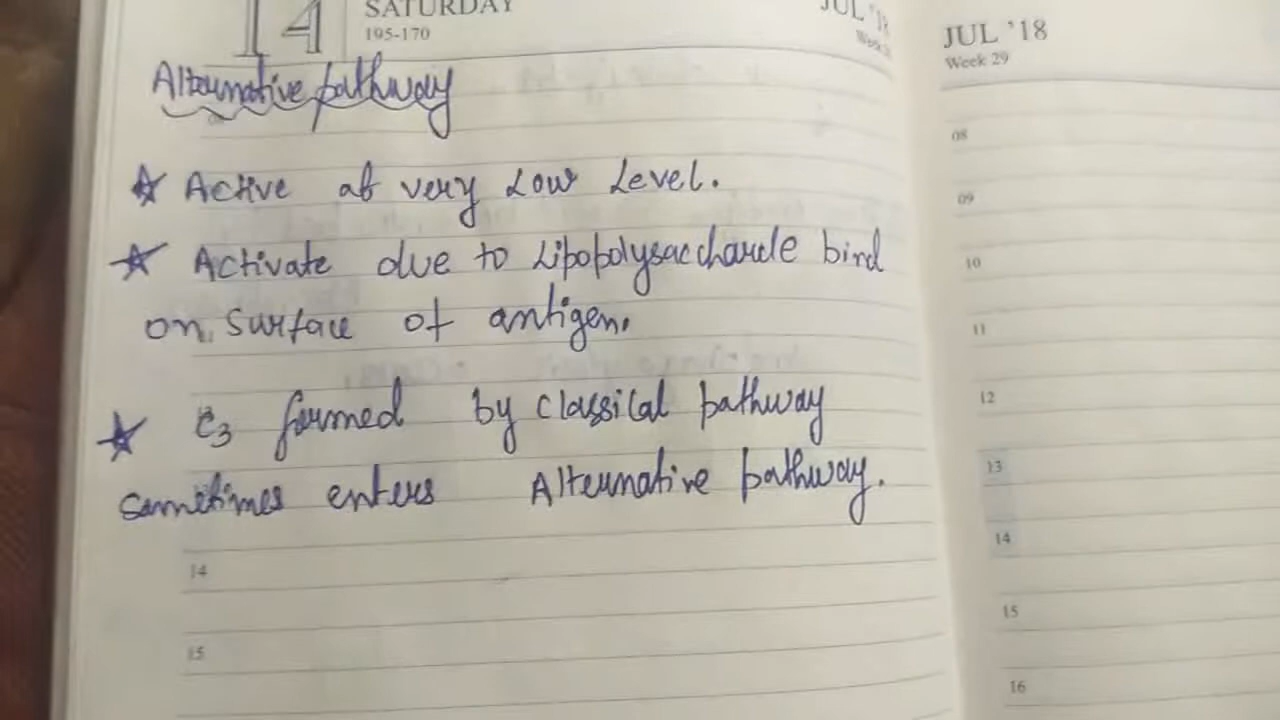 14 SATURDAY JUL '18
195-170 Week
Alternative pathway
☆ Active at very Low Level.
☆ Activate due to Lipopolysaccharde bind
on surface of antigen.
☆ C3 formed by classical pathway
sometimes enters Alternative pathway.
14
15
JUL '18
Week 29
08
09
10
11
12
13
14
15
16